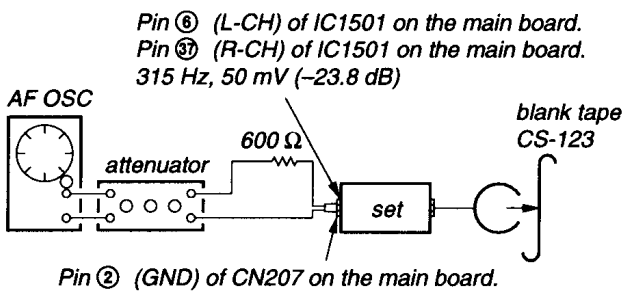 Pin ⑥ (L-CH) of IC1501 on the main board.
Pin ㊲ (R-CH) of IC1501 on the main board.
315 Hz, 50 mV (–23.8 dB)
AF OSC
blank tape
CS-123
600 Ω
attenuator
set
Pin ② (GND) of CN207 on the main board.